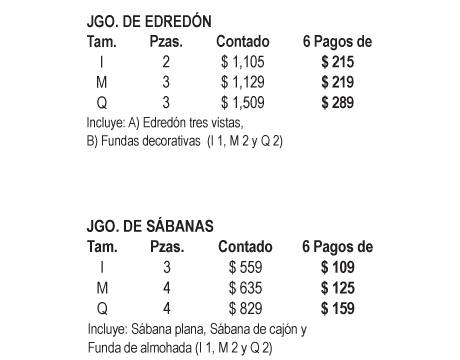 JGO. DE EDREDÓN
Tam. Pzas. Contado 6 Pagos de
I 2 $ 1,105 $ 215
M 3 $ 1,129 $ 219
Q 3 $ 1,509 $ 289
Incluye: A) Edredón tres vistas,
B) Fundas decorativas (I 1, M 2 y Q 2)
JGO. DE SÁBANAS
Tam. Pzas. Contado 6 Pagos de
I 3 $ 559 $ 109
M 4 $ 635 $ 125
Q 4 $ 829 $ 159
Incluye: Sábana plana, Sábana de cajón y
Funda de almohada (I 1, M 2 y Q 2)